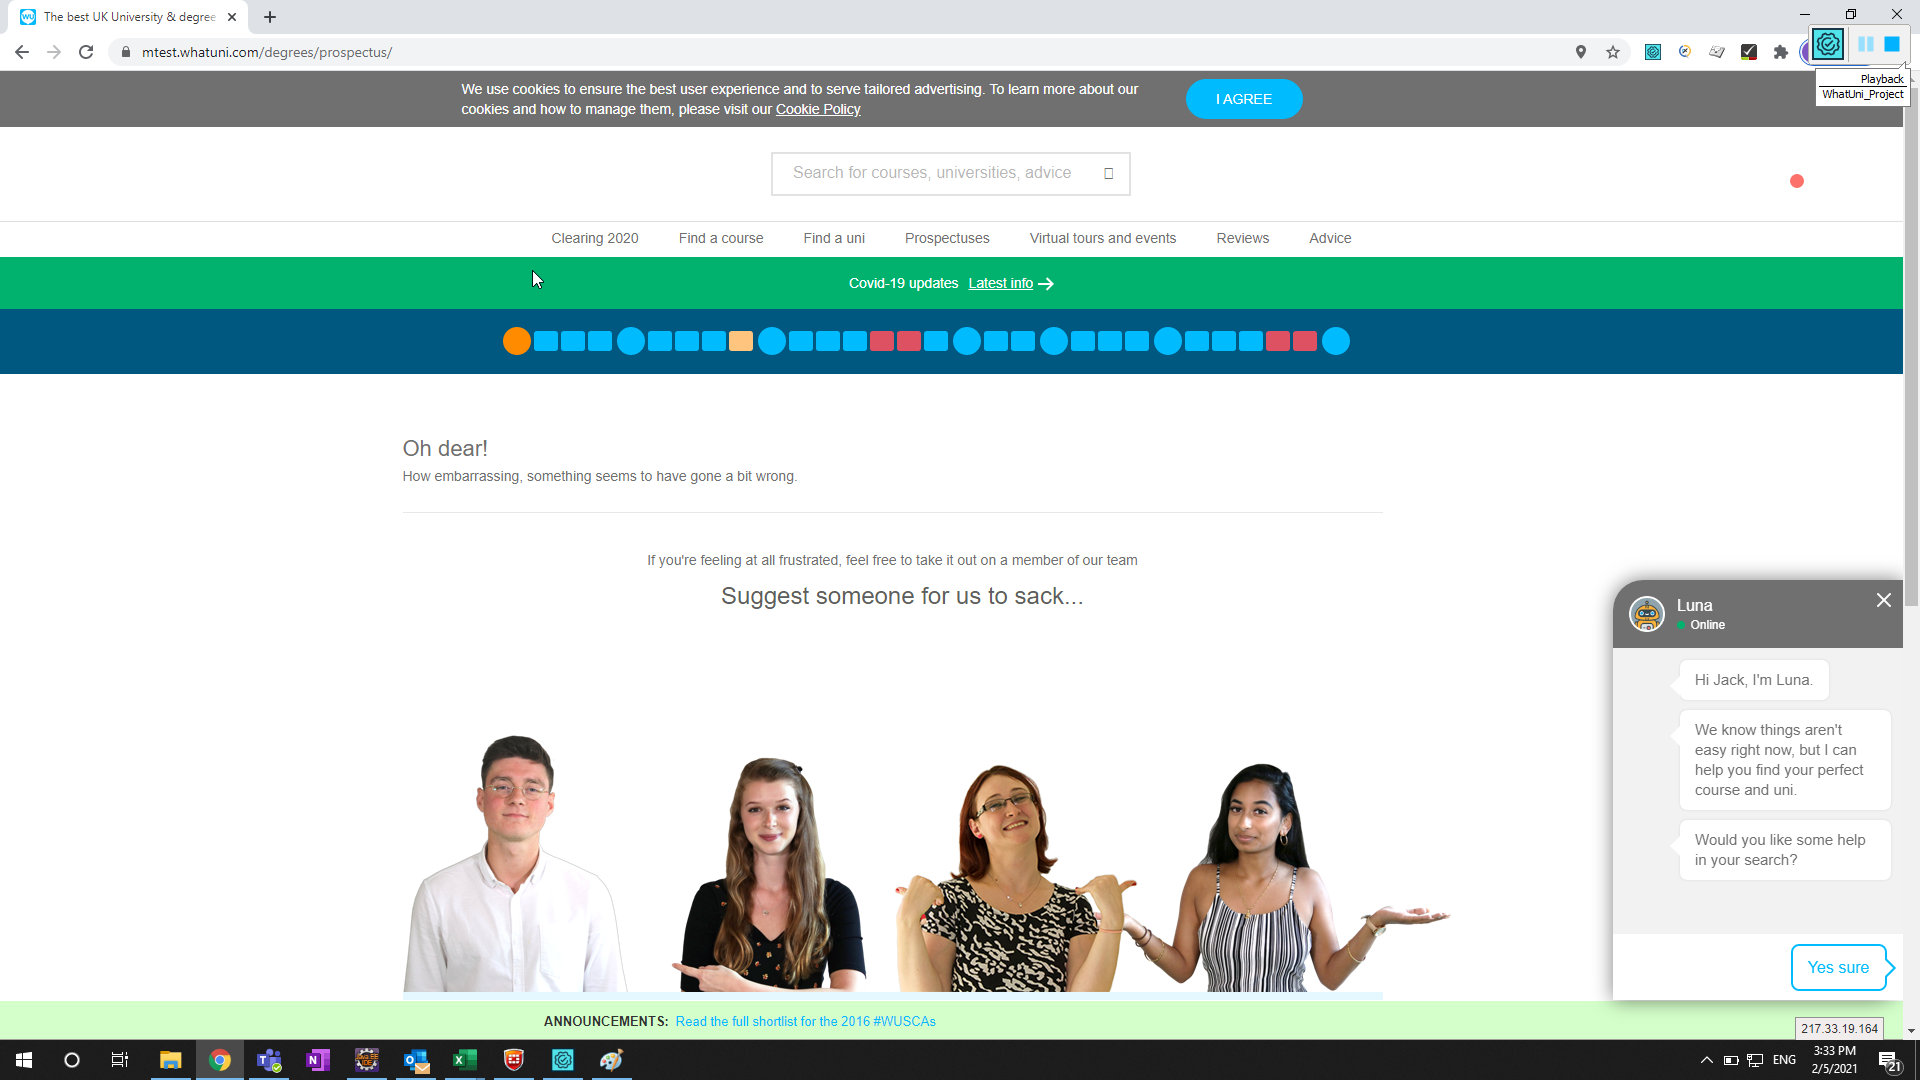 The best UK University & degree
mtest.whatuni.com/degrees/prospectus/
Playback
WhatUni_Project
We use cookies to ensure the best user experience and to serve tailored advertising. To learn more about our
cookies and how to manage them, please visit our Cookie Policy
I AGREE
Search for courses, universities, advice
Clearing 2020 Find a course Find a uni Prospectuses Virtual tours and events Reviews Advice
Covid-19 updates Latest info
Oh dear!
How embarrassing, something seems to have gone a bit wrong.
If you're feeling at all frustrated, feel free to take it out on a member of our team
Suggest someone for us to sack...
Luna
Online
Hi Jack, I'm Luna.
We know things aren't
easy right now, but I can
help you find your perfect
course and uni.
Would you like some help
in your search?
Yes sure
ANNOUNCEMENTS: Read the full shortlist for the 2016 #WUSCAs
217.33.19.164
ENG
3:33 PM
2/5/2021
21